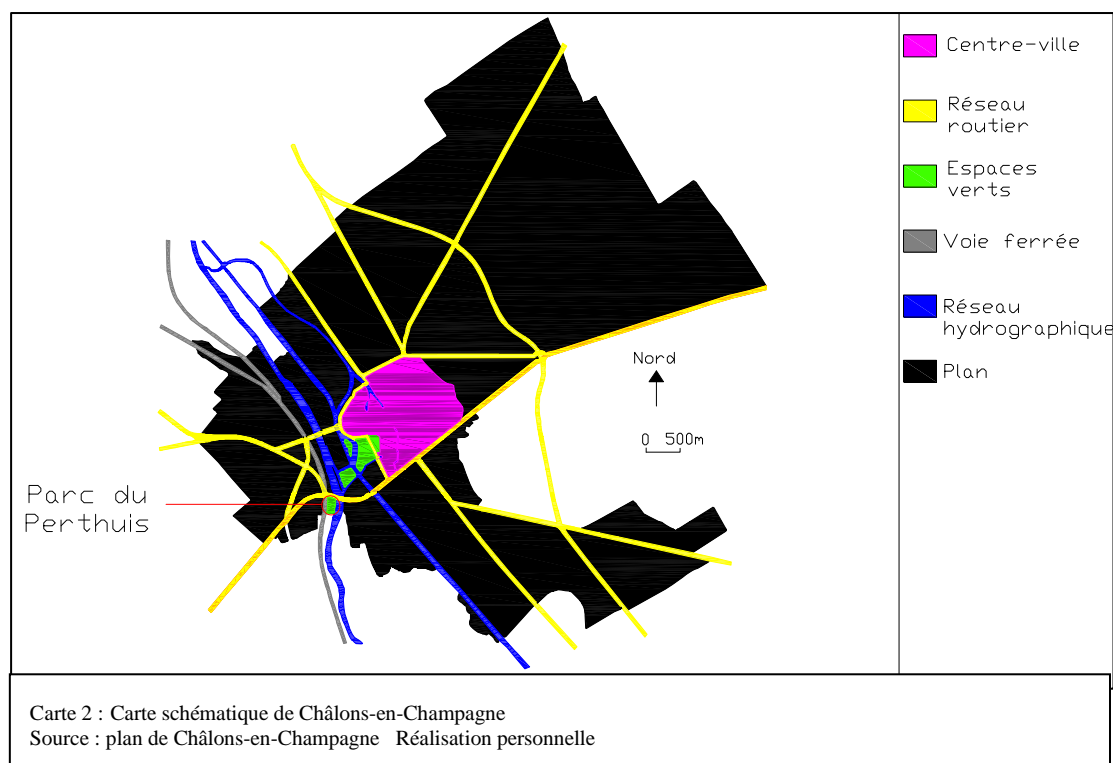 Centre-ville
Réseau
routier
Espaces
verts
Voie ferrée
Réseau
hydrographique
Plan
Nord
0 500m
Parc du
Perthuis
Carte 2 : Carte schématique de Châlons-en-Champagne
Source : plan de Châlons-en-Champagne Réalisation personnelle